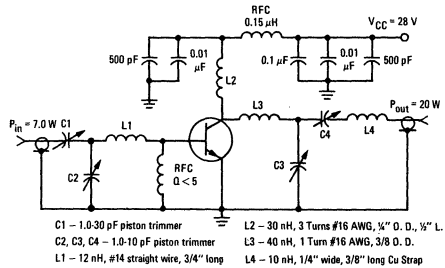 RFC
0.15 μH
V_CC = 28 V
500 pF
0.01 μF
0.1 μF
0.01 μF
500 pF
L2
P_in = 7.0 W
C1
L1
L3
C4
L4
P_out = 20 W
C2
RFC
Q < 5
C3
C1 – 1.0-30 pF piston trimmer
C2, C3, C4 – 1.0-10 pF piston trimmer
L1 – 12 nH, #14 straight wire, 3/4" long
L2 – 30 nH, 3 Turns #16 AWG, ¼" O. D., ½" L.
L3 – 40 nH, 1 Turn #16 AWG, 3/8 O. D.
L4 – 10 nH, 1/4" wide, 3/8" long Cu Strap